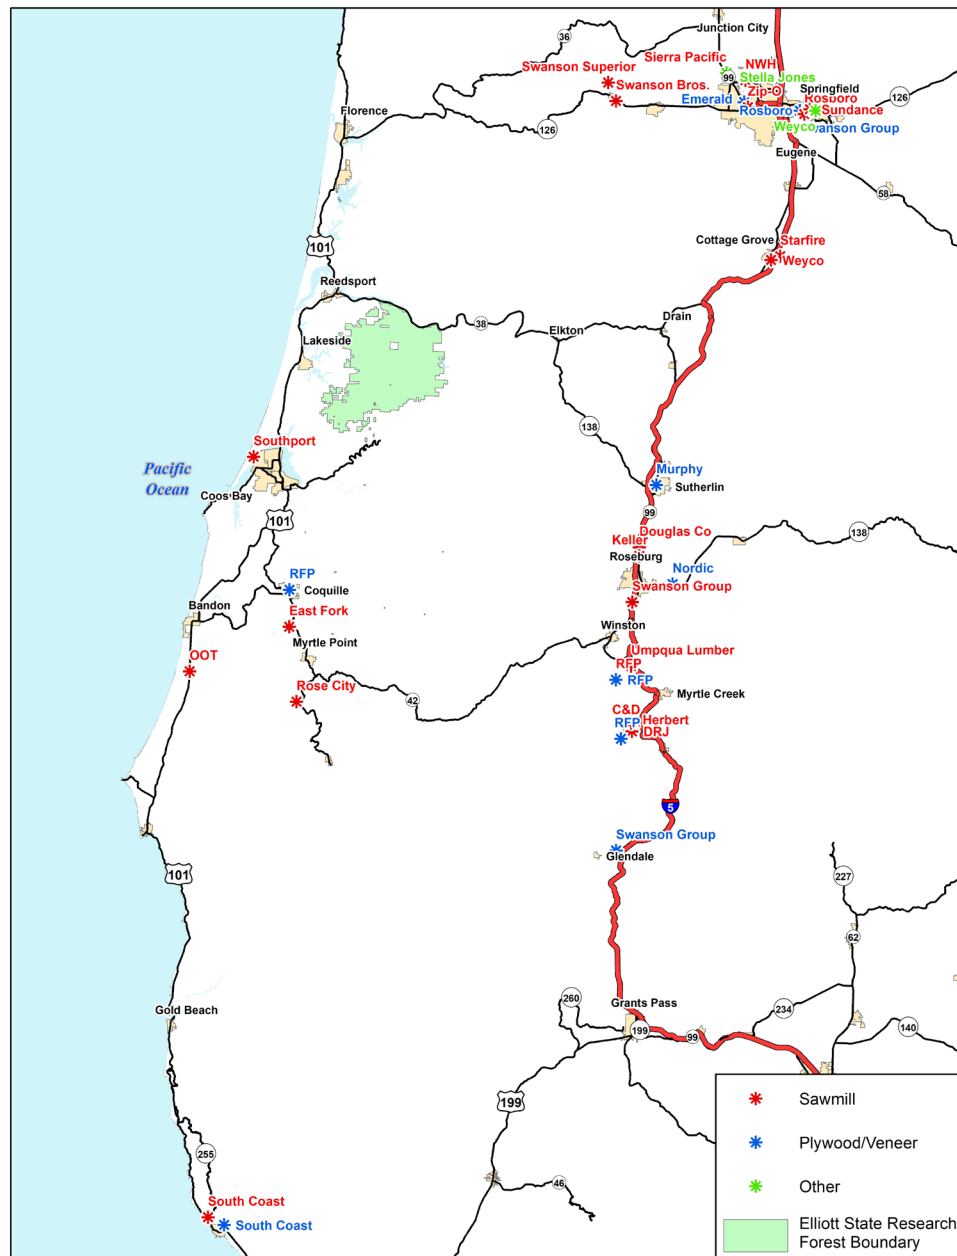 Junction City
36
Sierra Pacific
NWH
Swanson Superior
99
Stella Jones
Swanson Bros.
Zip-O
Springfield
Emerald
Rosboro
126
Florence
Rosboro
Sundance
126
Weyco
wanson Group
Eugene
58
101
Cottage Grove
Starfire
Weyco
Reedsport
38
Drain
Elkton
Lakeside
138
Southport
Pacific
Ocean
Murphy
Sutherlin
Coos Bay
101
99
Douglas Co
138
Keller
Roseburg
RFP
Nordic
Coquille
Swanson Group
Bandon
East Fork
Winston
Myrtle Point
OOT
Umpqua Lumber
RFP
RFP
Rose City
42
Myrtle Creek
C&D
RFP
Herbert
DRJ
5
Swanson Group
Glendale
101
227
62
260
Grants Pass
Gold Beach
199
99
234
140
199
255
46
South Coast
South Coast
Sawmill
Plywood/Veneer
Other
Elliott State Research
Forest Boundary